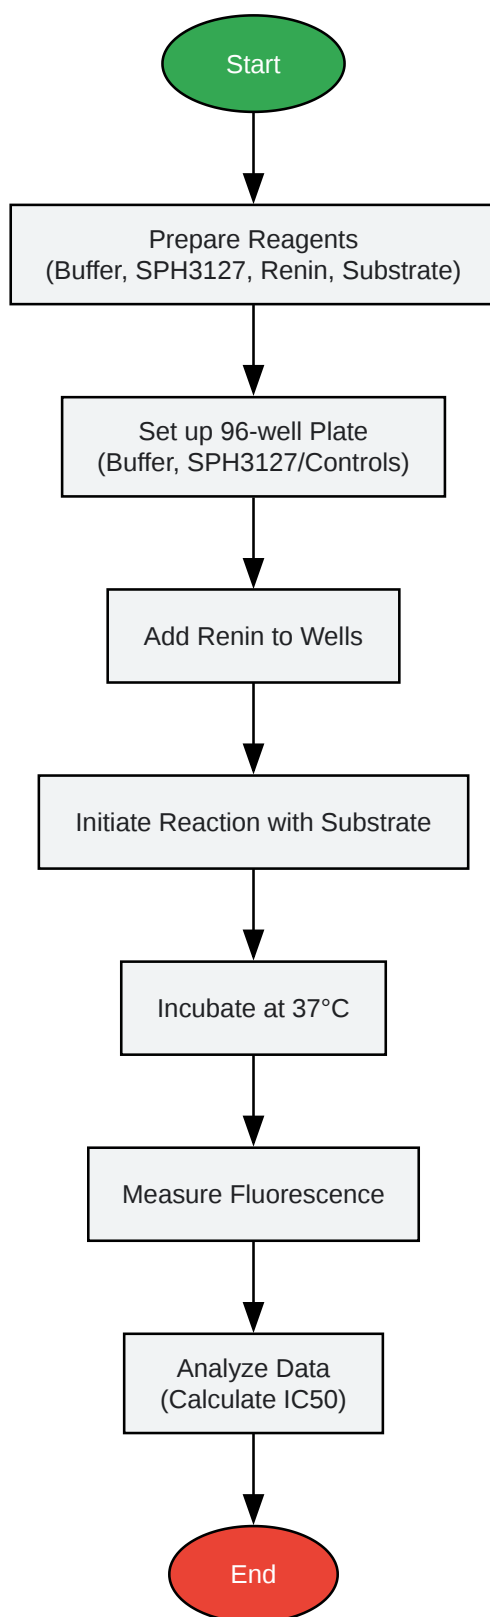 Start
Prepare Reagents
(Buffer, SPH3127, Renin, Substrate)
Set up 96-well Plate
(Buffer, SPH3127/Controls)
Add Renin to Wells
Initiate Reaction with Substrate
Incubate at 37°C
Measure Fluorescence
Analyze Data
(Calculate IC50)
End